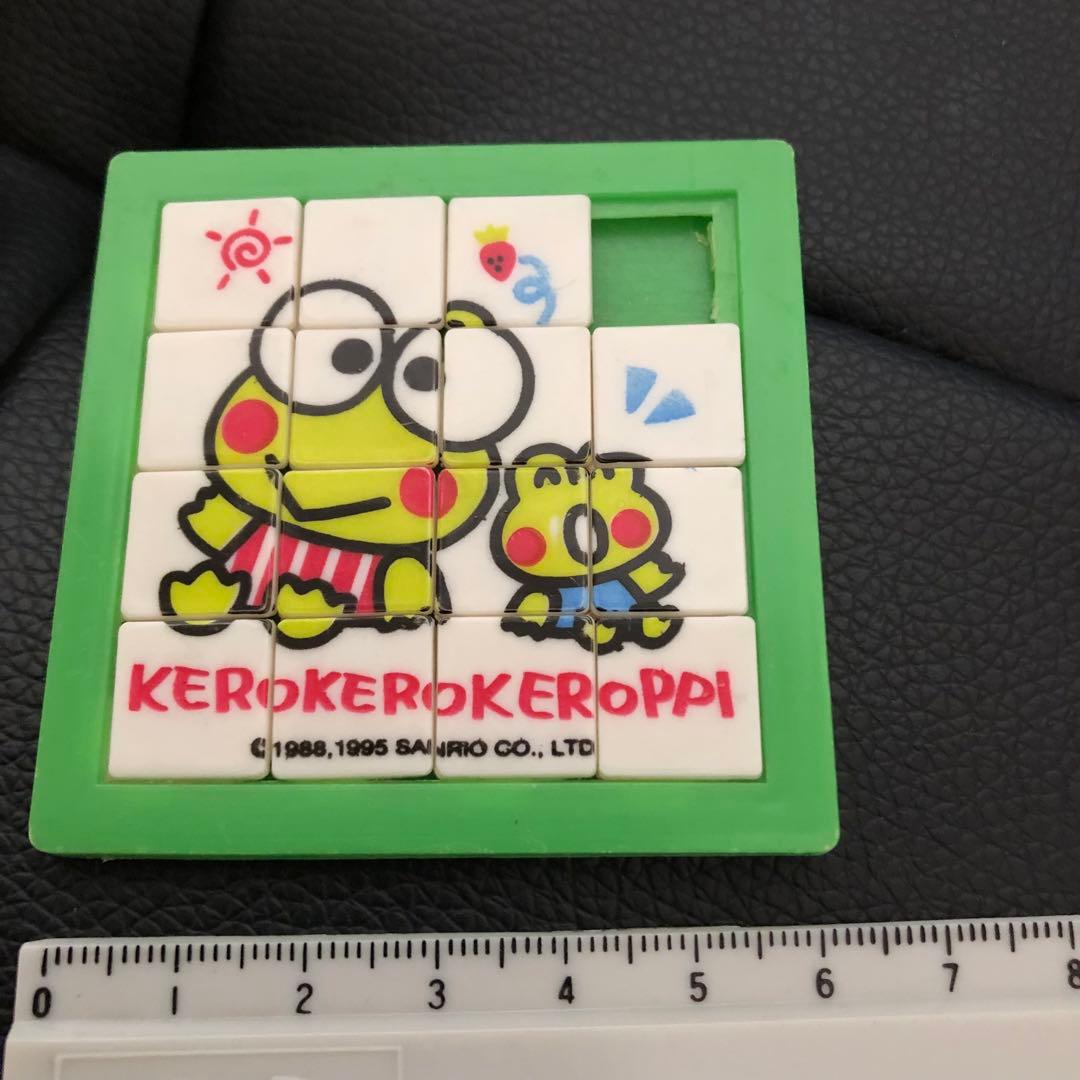 KEROKEROKEROPPI
©1988,1995 SANRIO CO., LTD
0 1 2 3 4 5 6 7 8